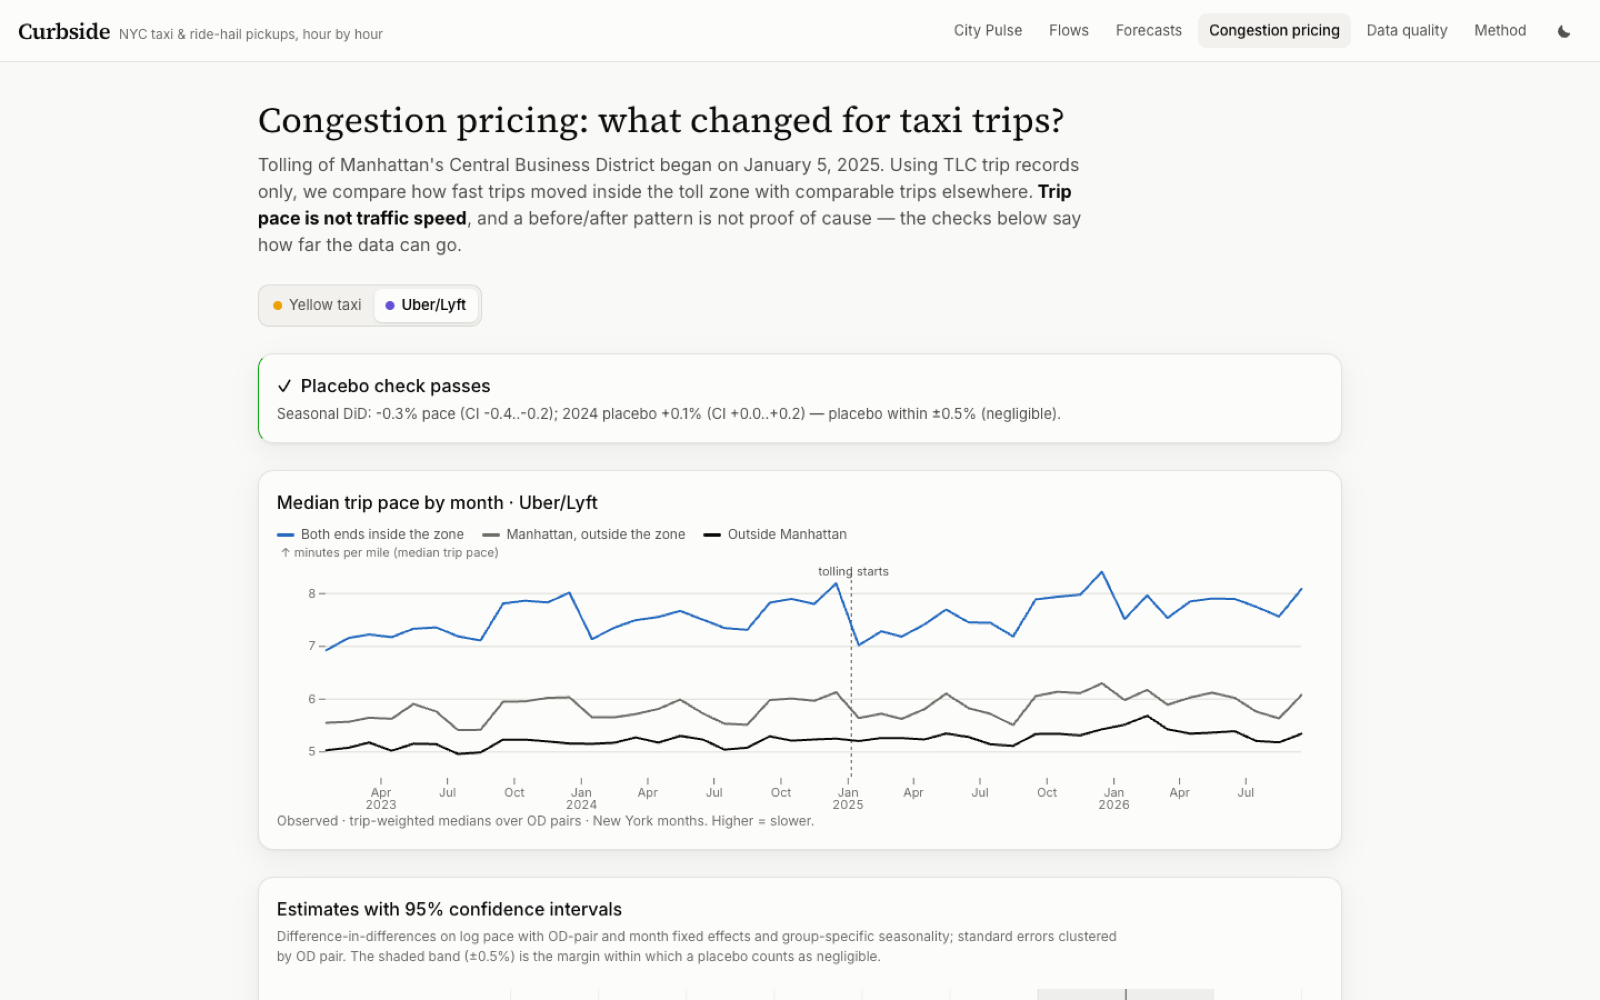 Curbside NYC taxi & ride-hail pickups, hour by hour
City Pulse Flows Forecasts Congestion pricing Data quality Method
Congestion pricing: what changed for taxi trips?
Tolling of Manhattan's Central Business District began on January 5, 2025. Using TLC trip records
only, we compare how fast trips moved inside the toll zone with comparable trips elsewhere. Trip
pace is not traffic speed, and a before/after pattern is not proof of cause — the checks below say
how far the data can go.
Yellow taxi Uber/Lyft
✓ Placebo check passes
Seasonal DiD: -0.3% pace (CI -0.4..-0.2); 2024 placebo +0.1% (CI +0.0..+0.2) — placebo within ±0.5% (negligible).
Median trip pace by month · Uber/Lyft
Both ends inside the zone Manhattan, outside the zone Outside Manhattan
↑ minutes per mile (median trip pace)
tolling starts
8
7
6
5
Apr Jul Oct Jan Apr Jul Oct Jan Apr Jul Oct Jan Apr Jul
2023 2024 2025 2026
Observed · trip-weighted medians over OD pairs · New York months. Higher = slower.
Estimates with 95% confidence intervals
Difference-in-differences on log pace with OD-pair and month fixed effects and group-specific seasonality; standard errors clustered
by OD pair. The shaded band (±0.5%) is the margin within which a placebo counts as negligible.